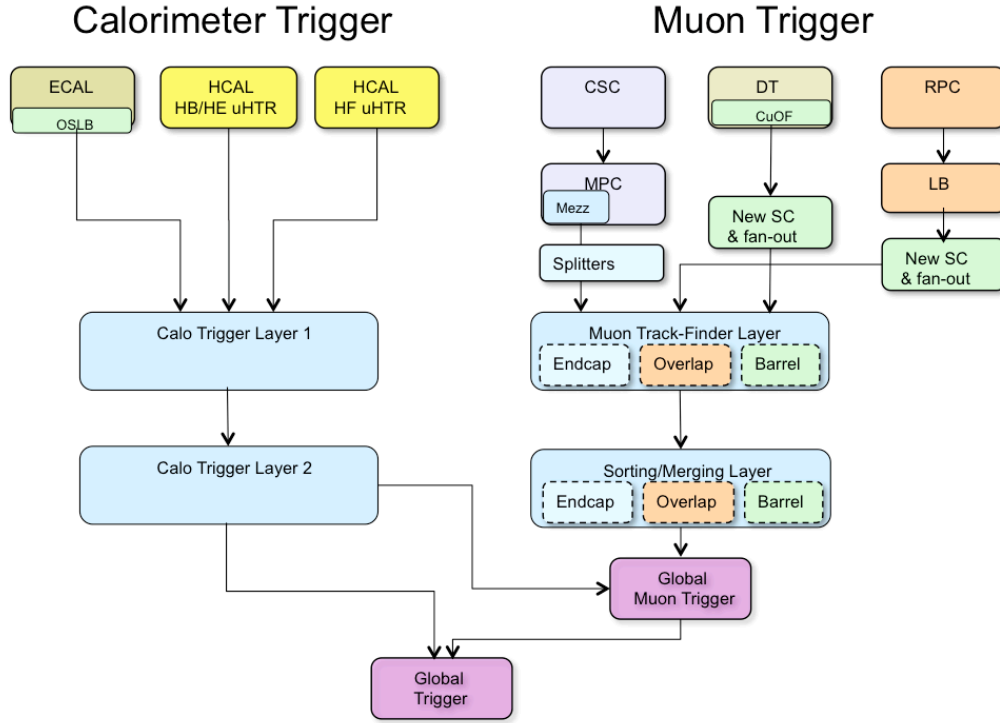 Calorimeter Trigger
Muon Trigger
ECAL
OSLB
HCAL
HB/HE uHTR
HCAL
HF uHTR
CSC
DT
CuOF
RPC
MPC
Mezz
LB
New SC
& fan-out
Splitters
New SC
& fan-out
Calo Trigger Layer 1
Muon Track-Finder Layer
Endcap
Overlap
Barrel
Calo Trigger Layer 2
Sorting/Merging Layer
Endcap
Overlap
Barrel
Global
Muon Trigger
Global
Trigger